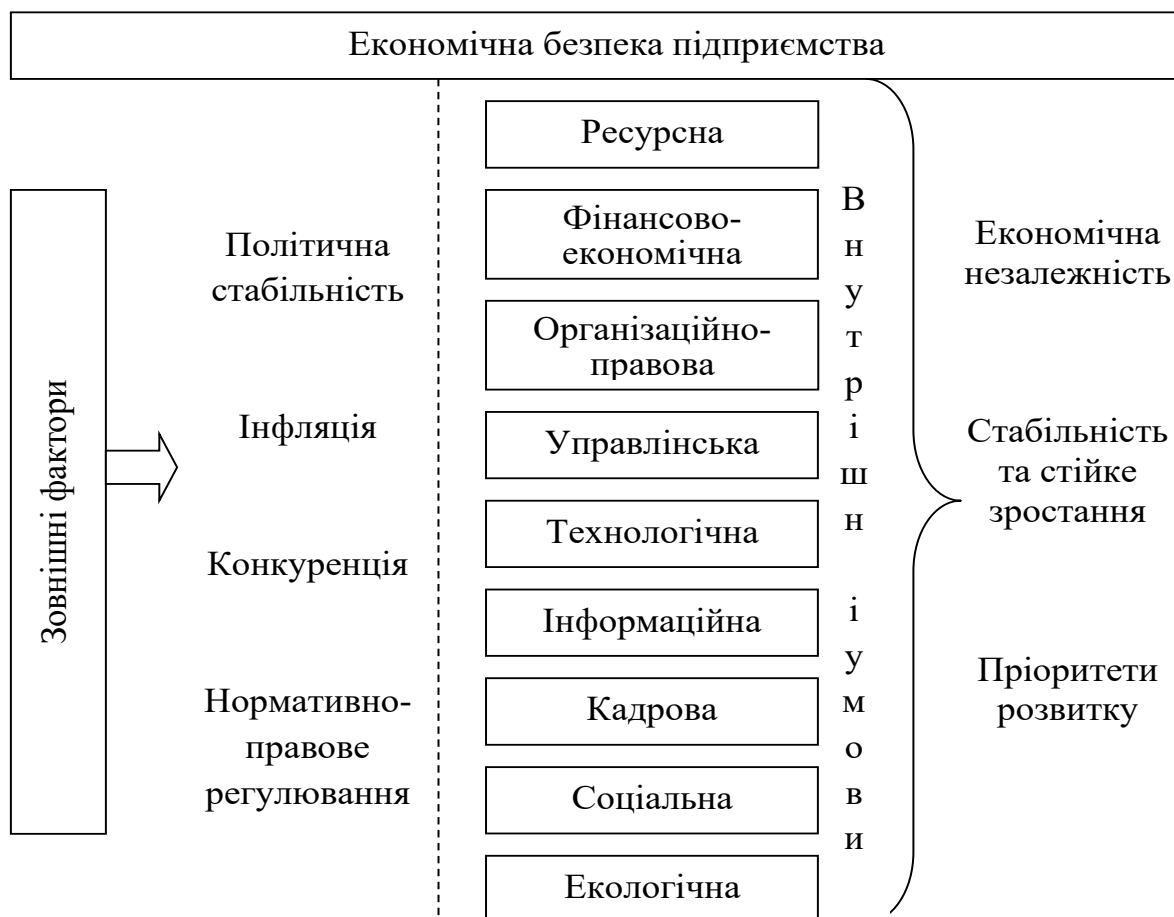 Економічна безпека підприємства
Зовнішні фактори
Політична
стабільність
Інфляція
Конкуренція
Нормативно-
правове
регулювання
Ресурсна
Фінансово-
економічна
Організаційно-
правова
Управлінська
Технологічна
Інформаційна
Кадрова
Соціальна
Екологічна
В
н
у
т
р
і
ш
н
і
у
м
о
в
и
Економічна
незалежність
Стабільність
та стійке
зростання
Пріоритети
розвитку